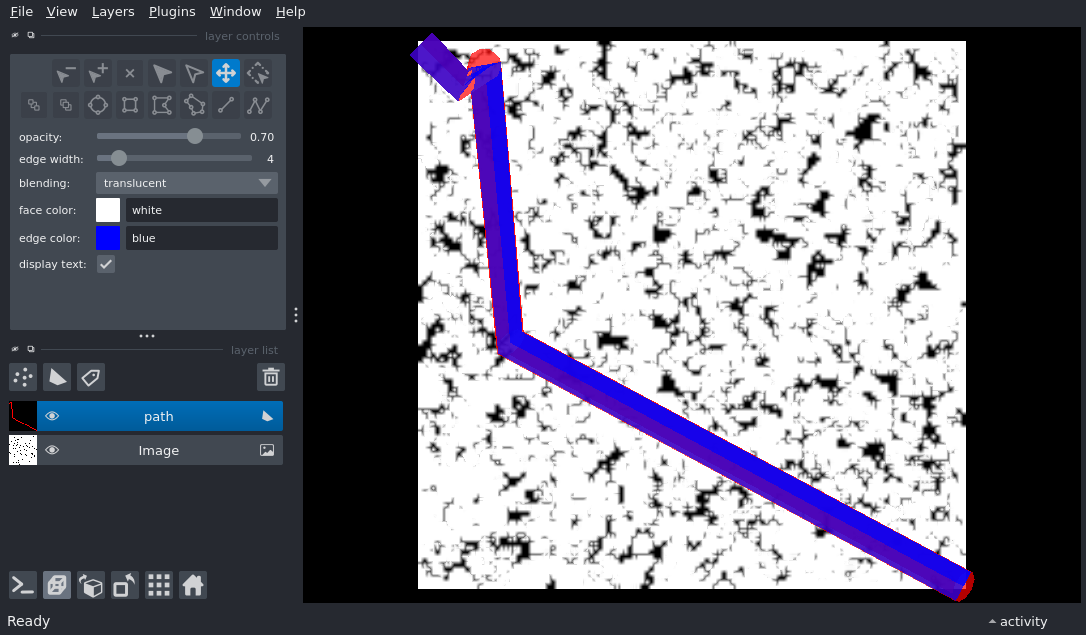 File View Layers Plugins Window Help
layer controls
opacity: 0.70
edge width: 4
blending: translucent
face color: white
edge color: blue
display text:
layer list
path
Image
Ready
activity